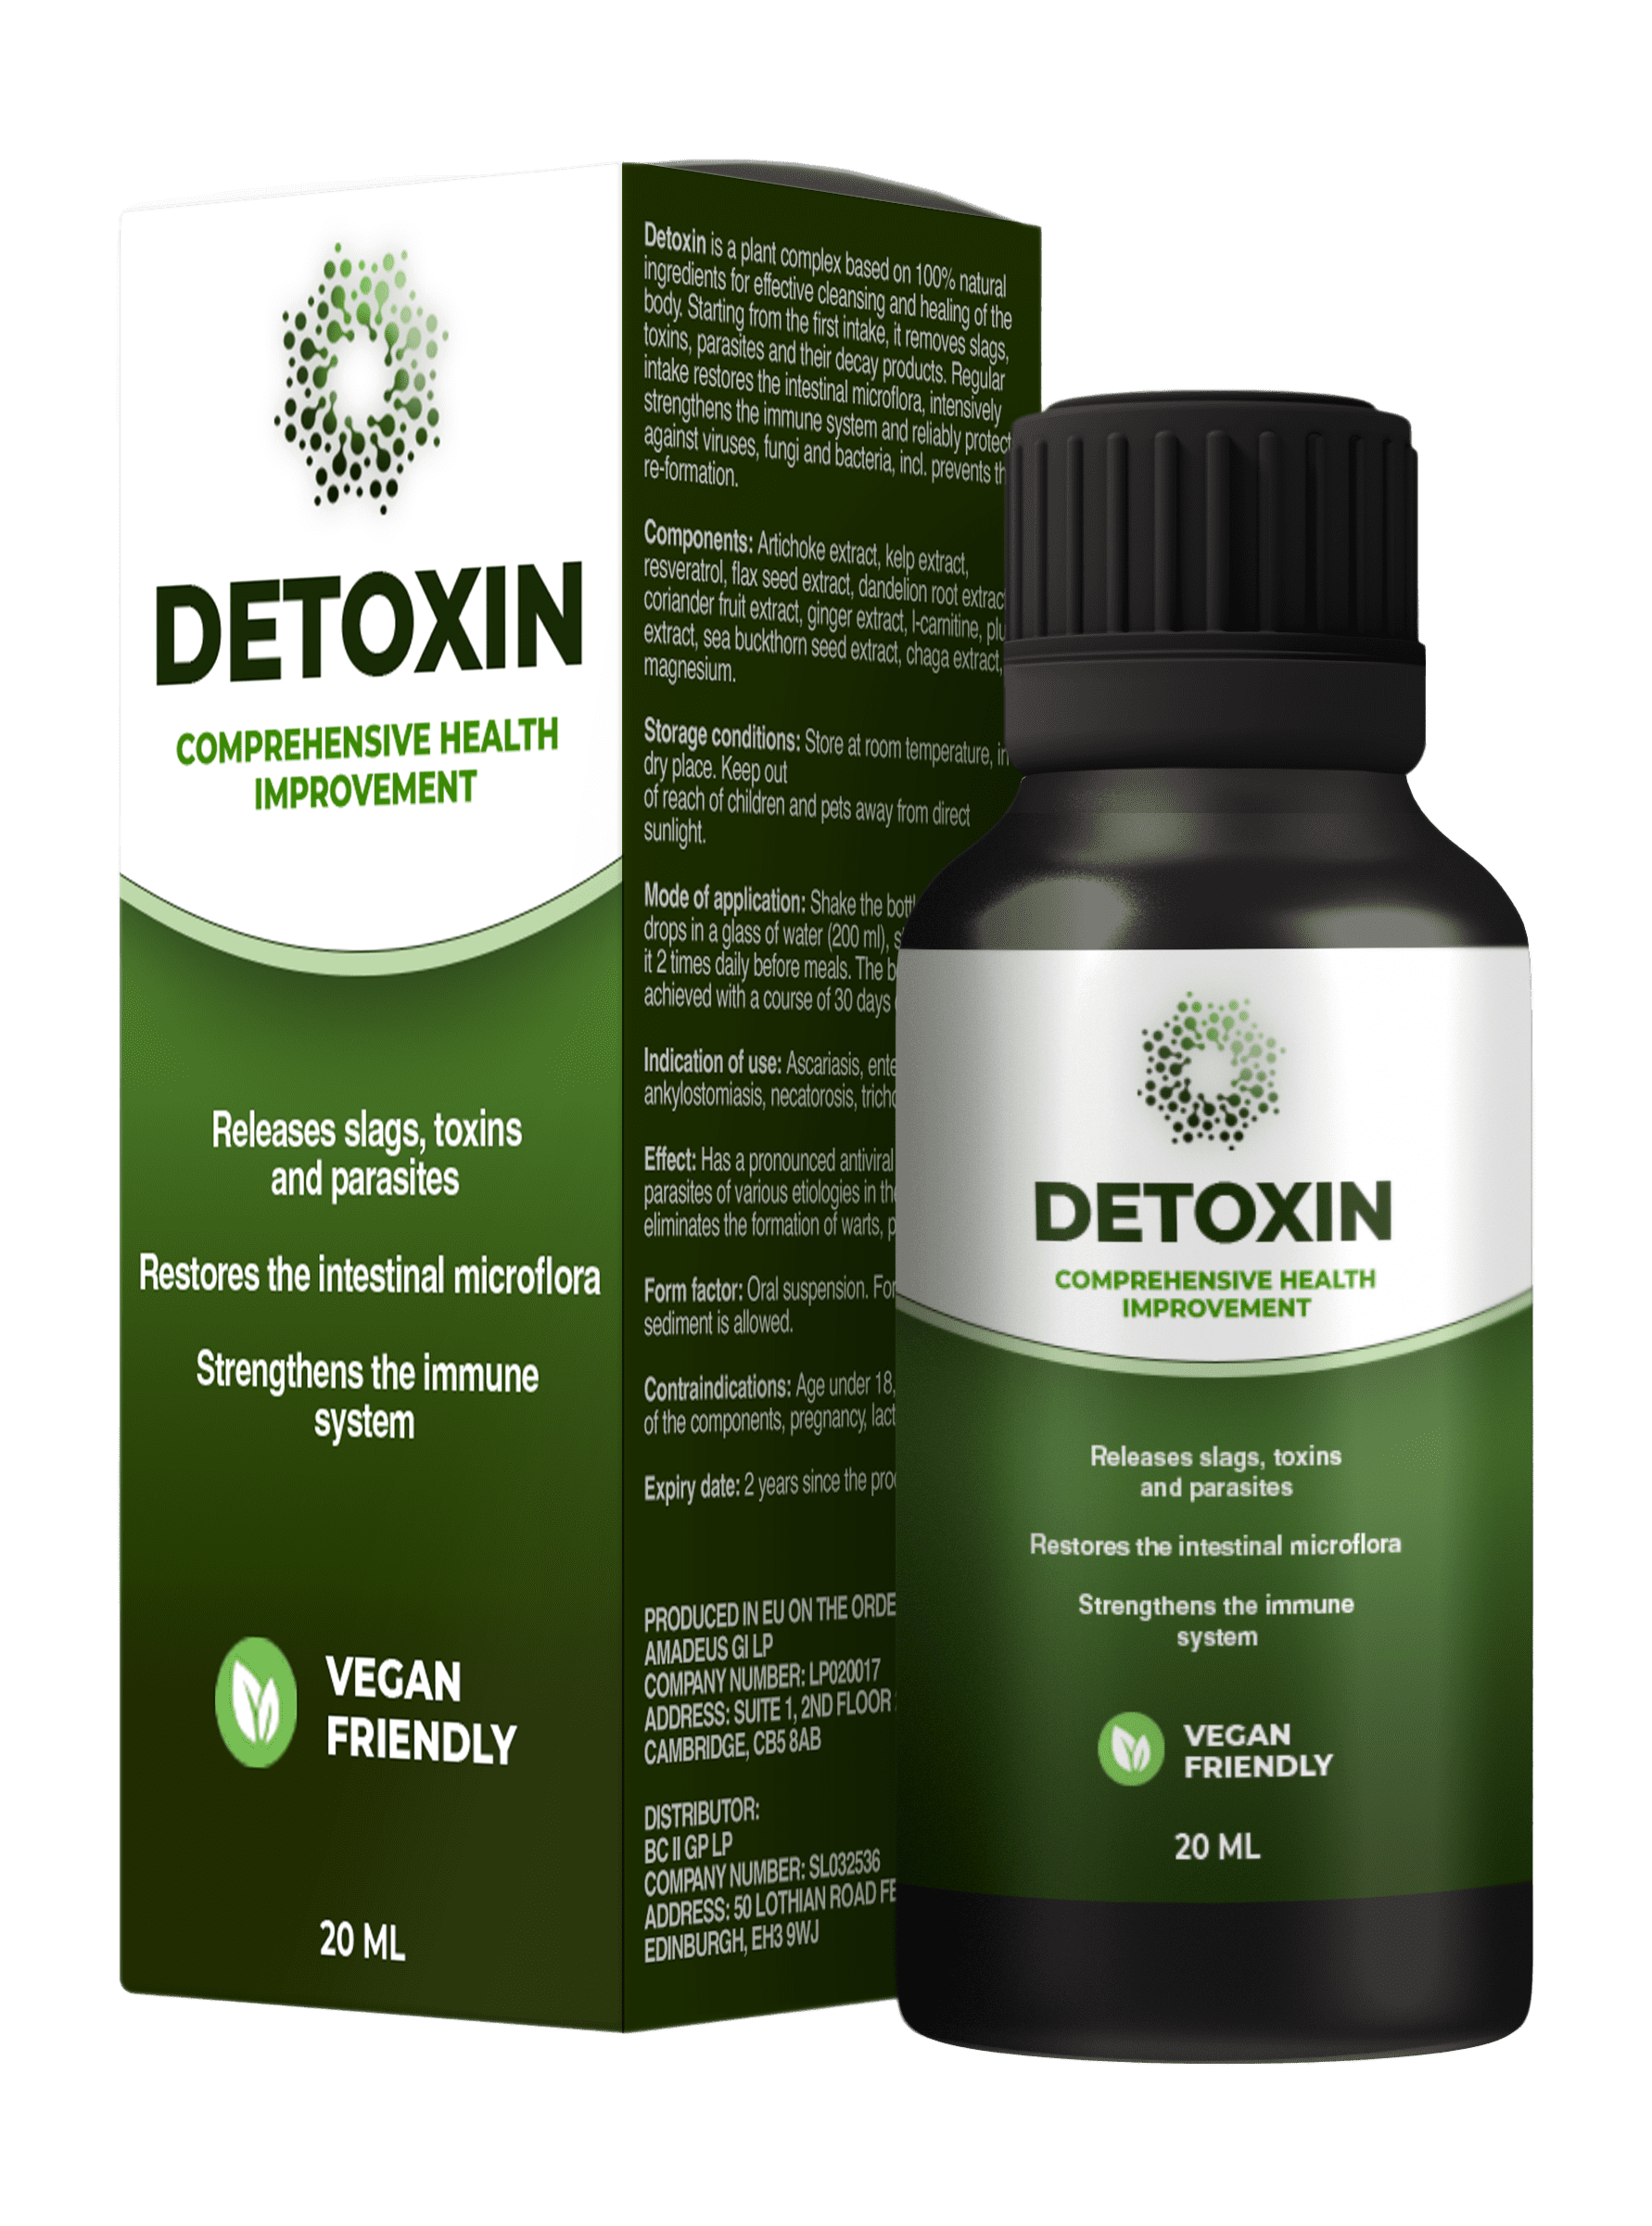 DETOXIN
COMPREHENSIVE HEALTH
IMPROVEMENT
Releases slags, toxins
and parasites
Restores the intestinal microflora
Strengthens the immune
system
VEGAN
FRIENDLY
20 ML
Detoxin is a plant complex based on 100% natural
ingredients for effective cleansing and healing of the
body. Starting from the first intake, it removes slags,
toxins, parasites and their decay products. Regular
intake restores the intestinal microflora, intensively
strengthens the immune system and reliably protect
against viruses, fungi and bacteria, incl. prevents
re-formation.
Components: Artichoke extract, kelp extract,
resveratrol, flax seed extract, dandelion root
coriander fruit extract, ginger extract, l-carnitine,
extract, sea buckthorn seed extract, chaga extract,
magnesium.
Storage conditions: Store at room temperature, in
dry place. Keep out
of reach of children and pets away from direct
sunlight.
Mode of application: Shake the
drops in a glass of water (200 ml),
it 2 times daily before meals. The
achieved with a course of 30 days
Indication of use: Ascariasis,
ankylostomiasis, necatorosis,
Effect: Has a pronounced antiviral
parasites of various etiologies in
eliminates the formation of warts,
Form factor: Oral suspension.
sediment is allowed.
Contraindications: Age under 18,
of the components, pregnancy,
Expiry date: 2 years since the
PRODUCED IN EU ON THE
AMADEUS GI LP
COMPANY NUMBER: LP020017
ADDRESS: SUITE 1, 2ND FLOOR
CAMBRIDGE, CB5 8AB
DISTRIBUTOR:
BC II GP LP
COMPANY NUMBER: SL032536
ADDRESS: 50 LOTHIAN ROAD
EDINBURGH, EH3 9WJ
DETOXIN
COMPREHENSIVE HEALTH
IMPROVEMENT
Releases slags, toxins
and parasites
Restores the intestinal microflora
Strengthens the immune
system
VEGAN
FRIENDLY
20 ML